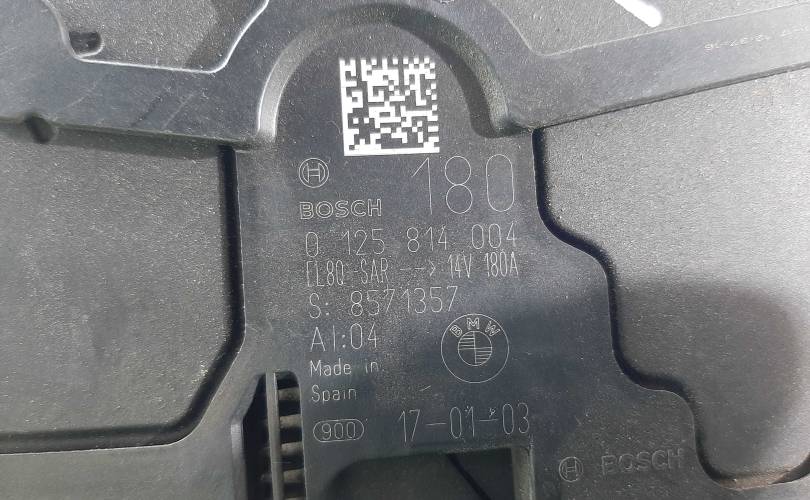 180
BOSCH
0 125 814 004
EL8Q-SAR --> 14V 180A
S: 8571357
AI:04
BMW
Made in
Spain
900
17-01-03
BOSCH